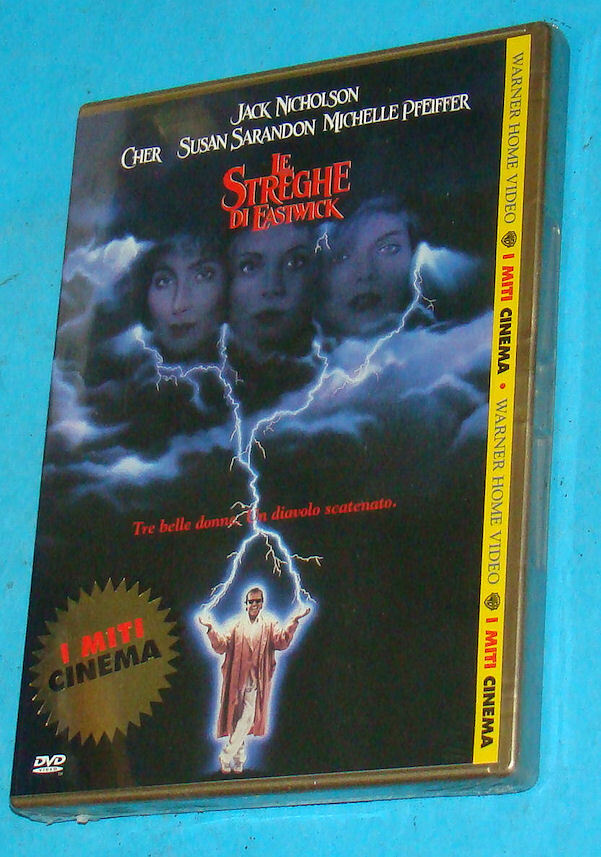 JACK NICHOLSON
CHER SUSAN SARANDON MICHELLE PFEIFFER
LE
STREGHE
DI EASTWICK
Tre belle donne. Un diavolo scatenato.
I MITI
CINEMA
DVD
VIDEO
WARNER HOME VIDEO I MITI CINEMA • WARNER HOME VIDEO I MITI CINEMA